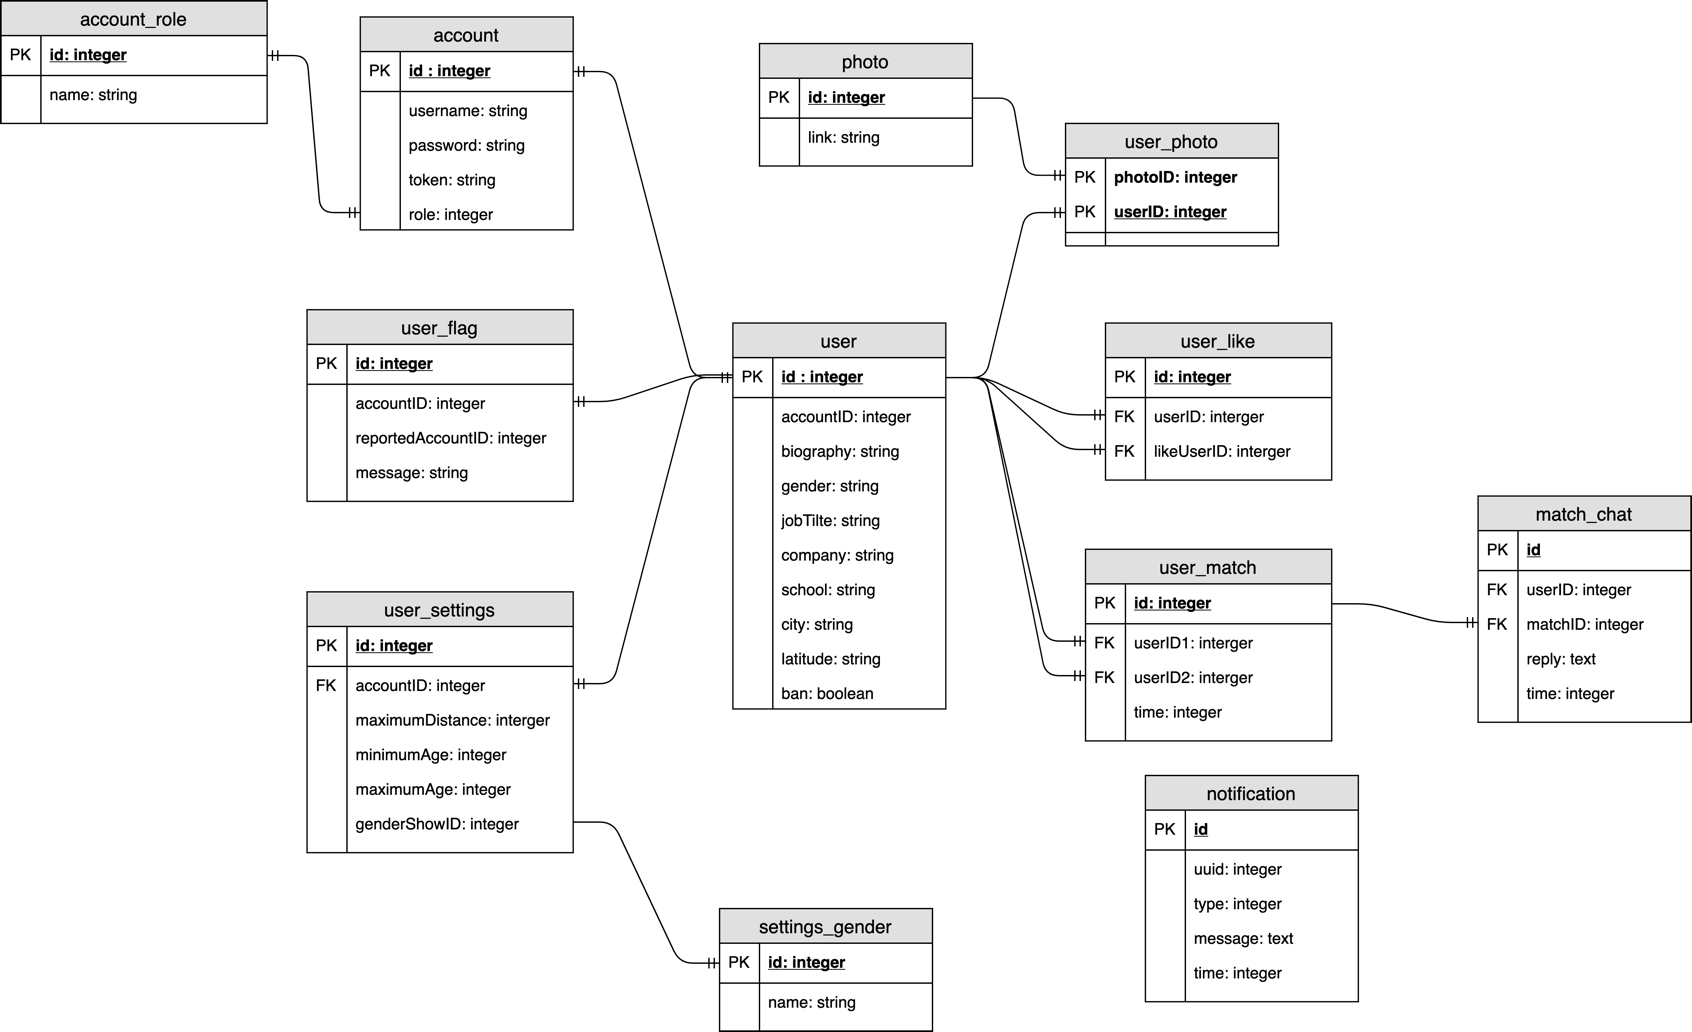 account_role
PK id: integer
name: string
account
PK id : integer
username: string
password: string
token: string
role: integer
photo
PK id: integer
link: string
user_photo
PK photoID: integer
PK userID: integer
user_flag
PK id: integer
accountID: integer
reportedAccountID: integer
message: string
user
PK id : integer
accountID: integer
biography: string
gender: string
jobTilte: string
company: string
school: string
city: string
latitude: string
ban: boolean
user_like
PK id: integer
FK userID: interger
FK likeUserID: interger
match_chat
PK id
FK userID: integer
FK matchID: integer
reply: text
time: integer
user_match
PK id: integer
FK userID1: interger
FK userID2: interger
time: integer
user_settings
PK id: integer
FK accountID: integer
maximumDistance: interger
minimumAge: integer
maximumAge: integer
genderShowID: integer
notification
PK id
uuid: integer
type: integer
message: text
time: integer
settings_gender
PK id: integer
name: string